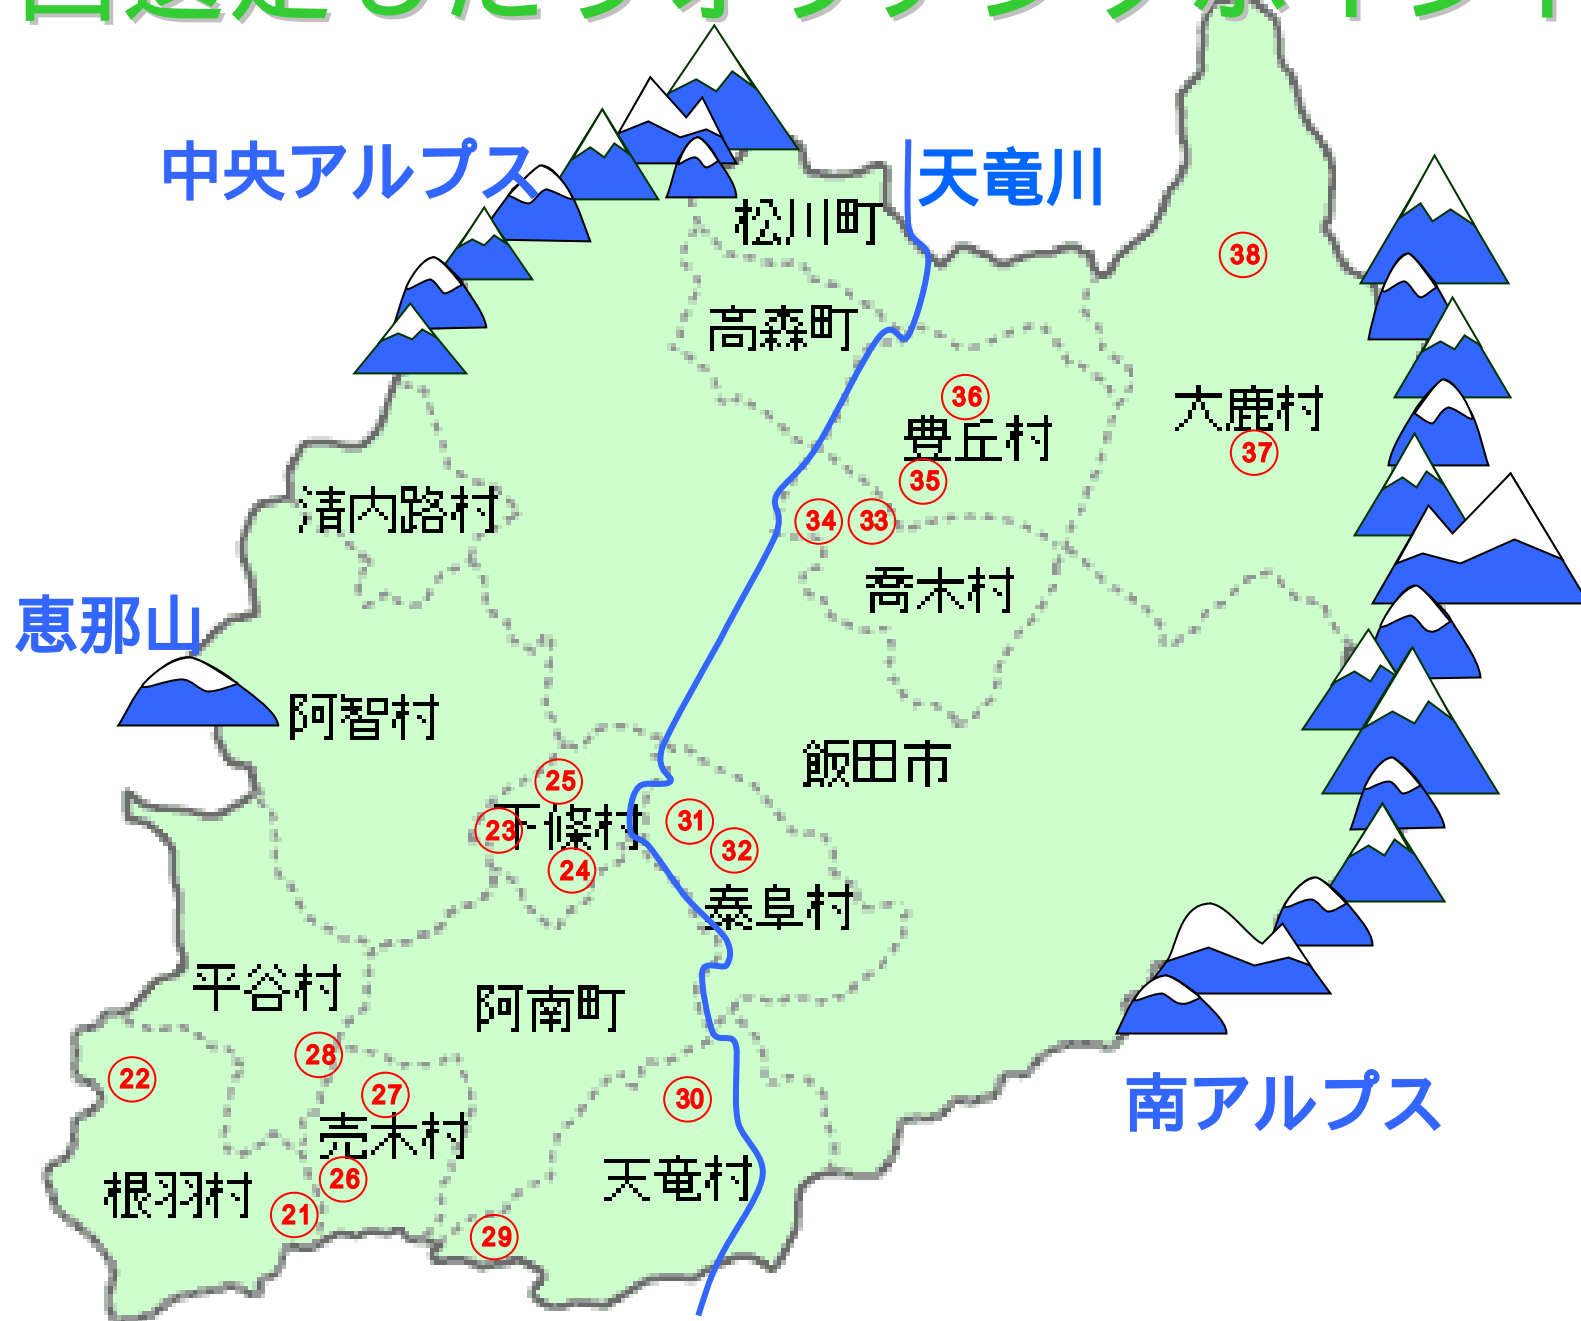 中央アルプス
天竜川
松川町
38
高森町
36
大鹿村
豊丘村
37
35
清内路村
34
33
喬木村
恵那山
阿智村
飯田市
25
31
23
下條村
32
24
泰阜村
平谷村
阿南町
28
22
27
30
南アルプス
売木村
26
天竜村
根羽村
21
29